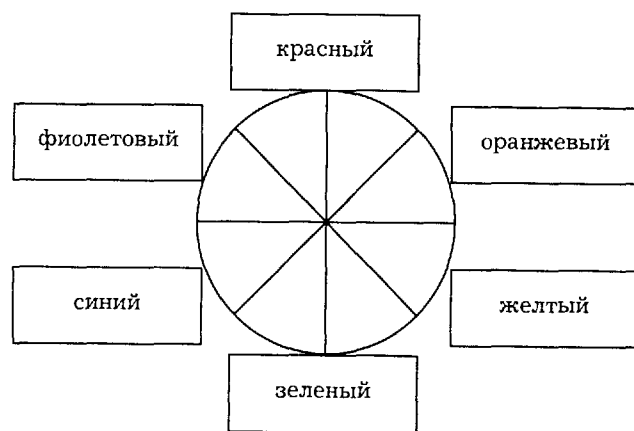 красный
фиолетовый
оранжевый
синий
желтый
зеленый